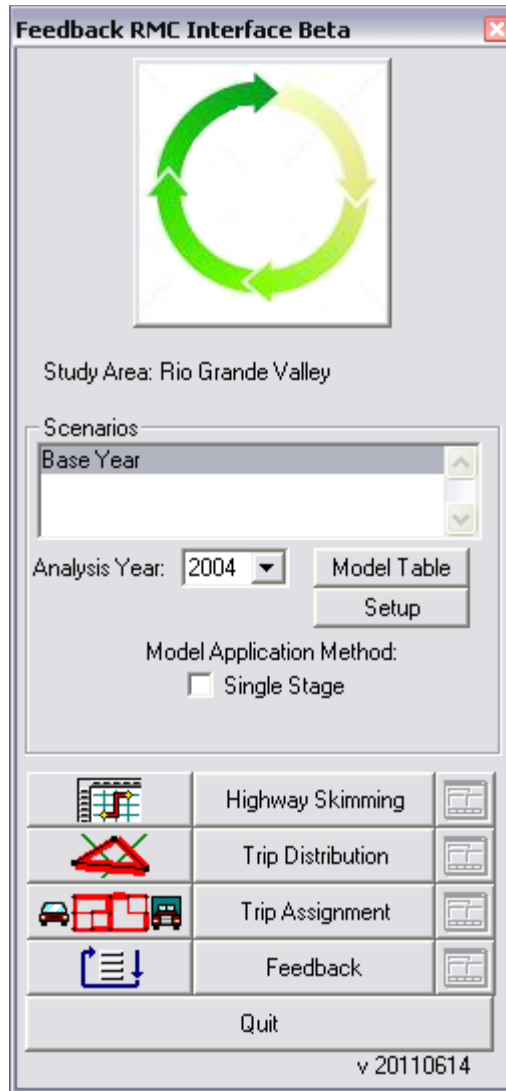 Feedback RMC Interface Beta
Study Area: Rio Grande Valley
Scenarios
Base Year
Analysis Year: 2004 Model Table
Setup
Model Application Method:
Single Stage
Highway Skimming
Trip Distribution
Trip Assignment
Feedback
Quit
v 20110614